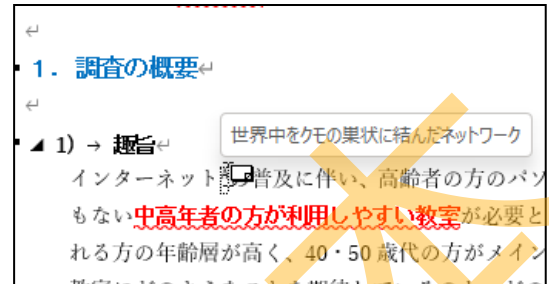 1. 調査の概要↵
世界中をクモの巣状に結んだネットワーク
1) → 趣旨↵
インターネットの普及に伴い、高齢者の方のパソ
もない中高年者の方が利用しやすい教室が必要と
れる方の年齢層が高く、40・50 歳代の方がメイン